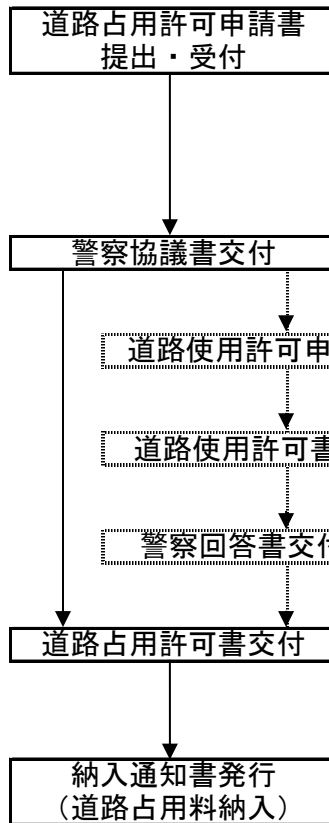 道路占用許可申請書
提出・受付
警察協議書交付
道路使用許可申
道路使用許可書
警察回答書交付
道路占用許可書交付
納入通知書発行
（道路占用料納入）